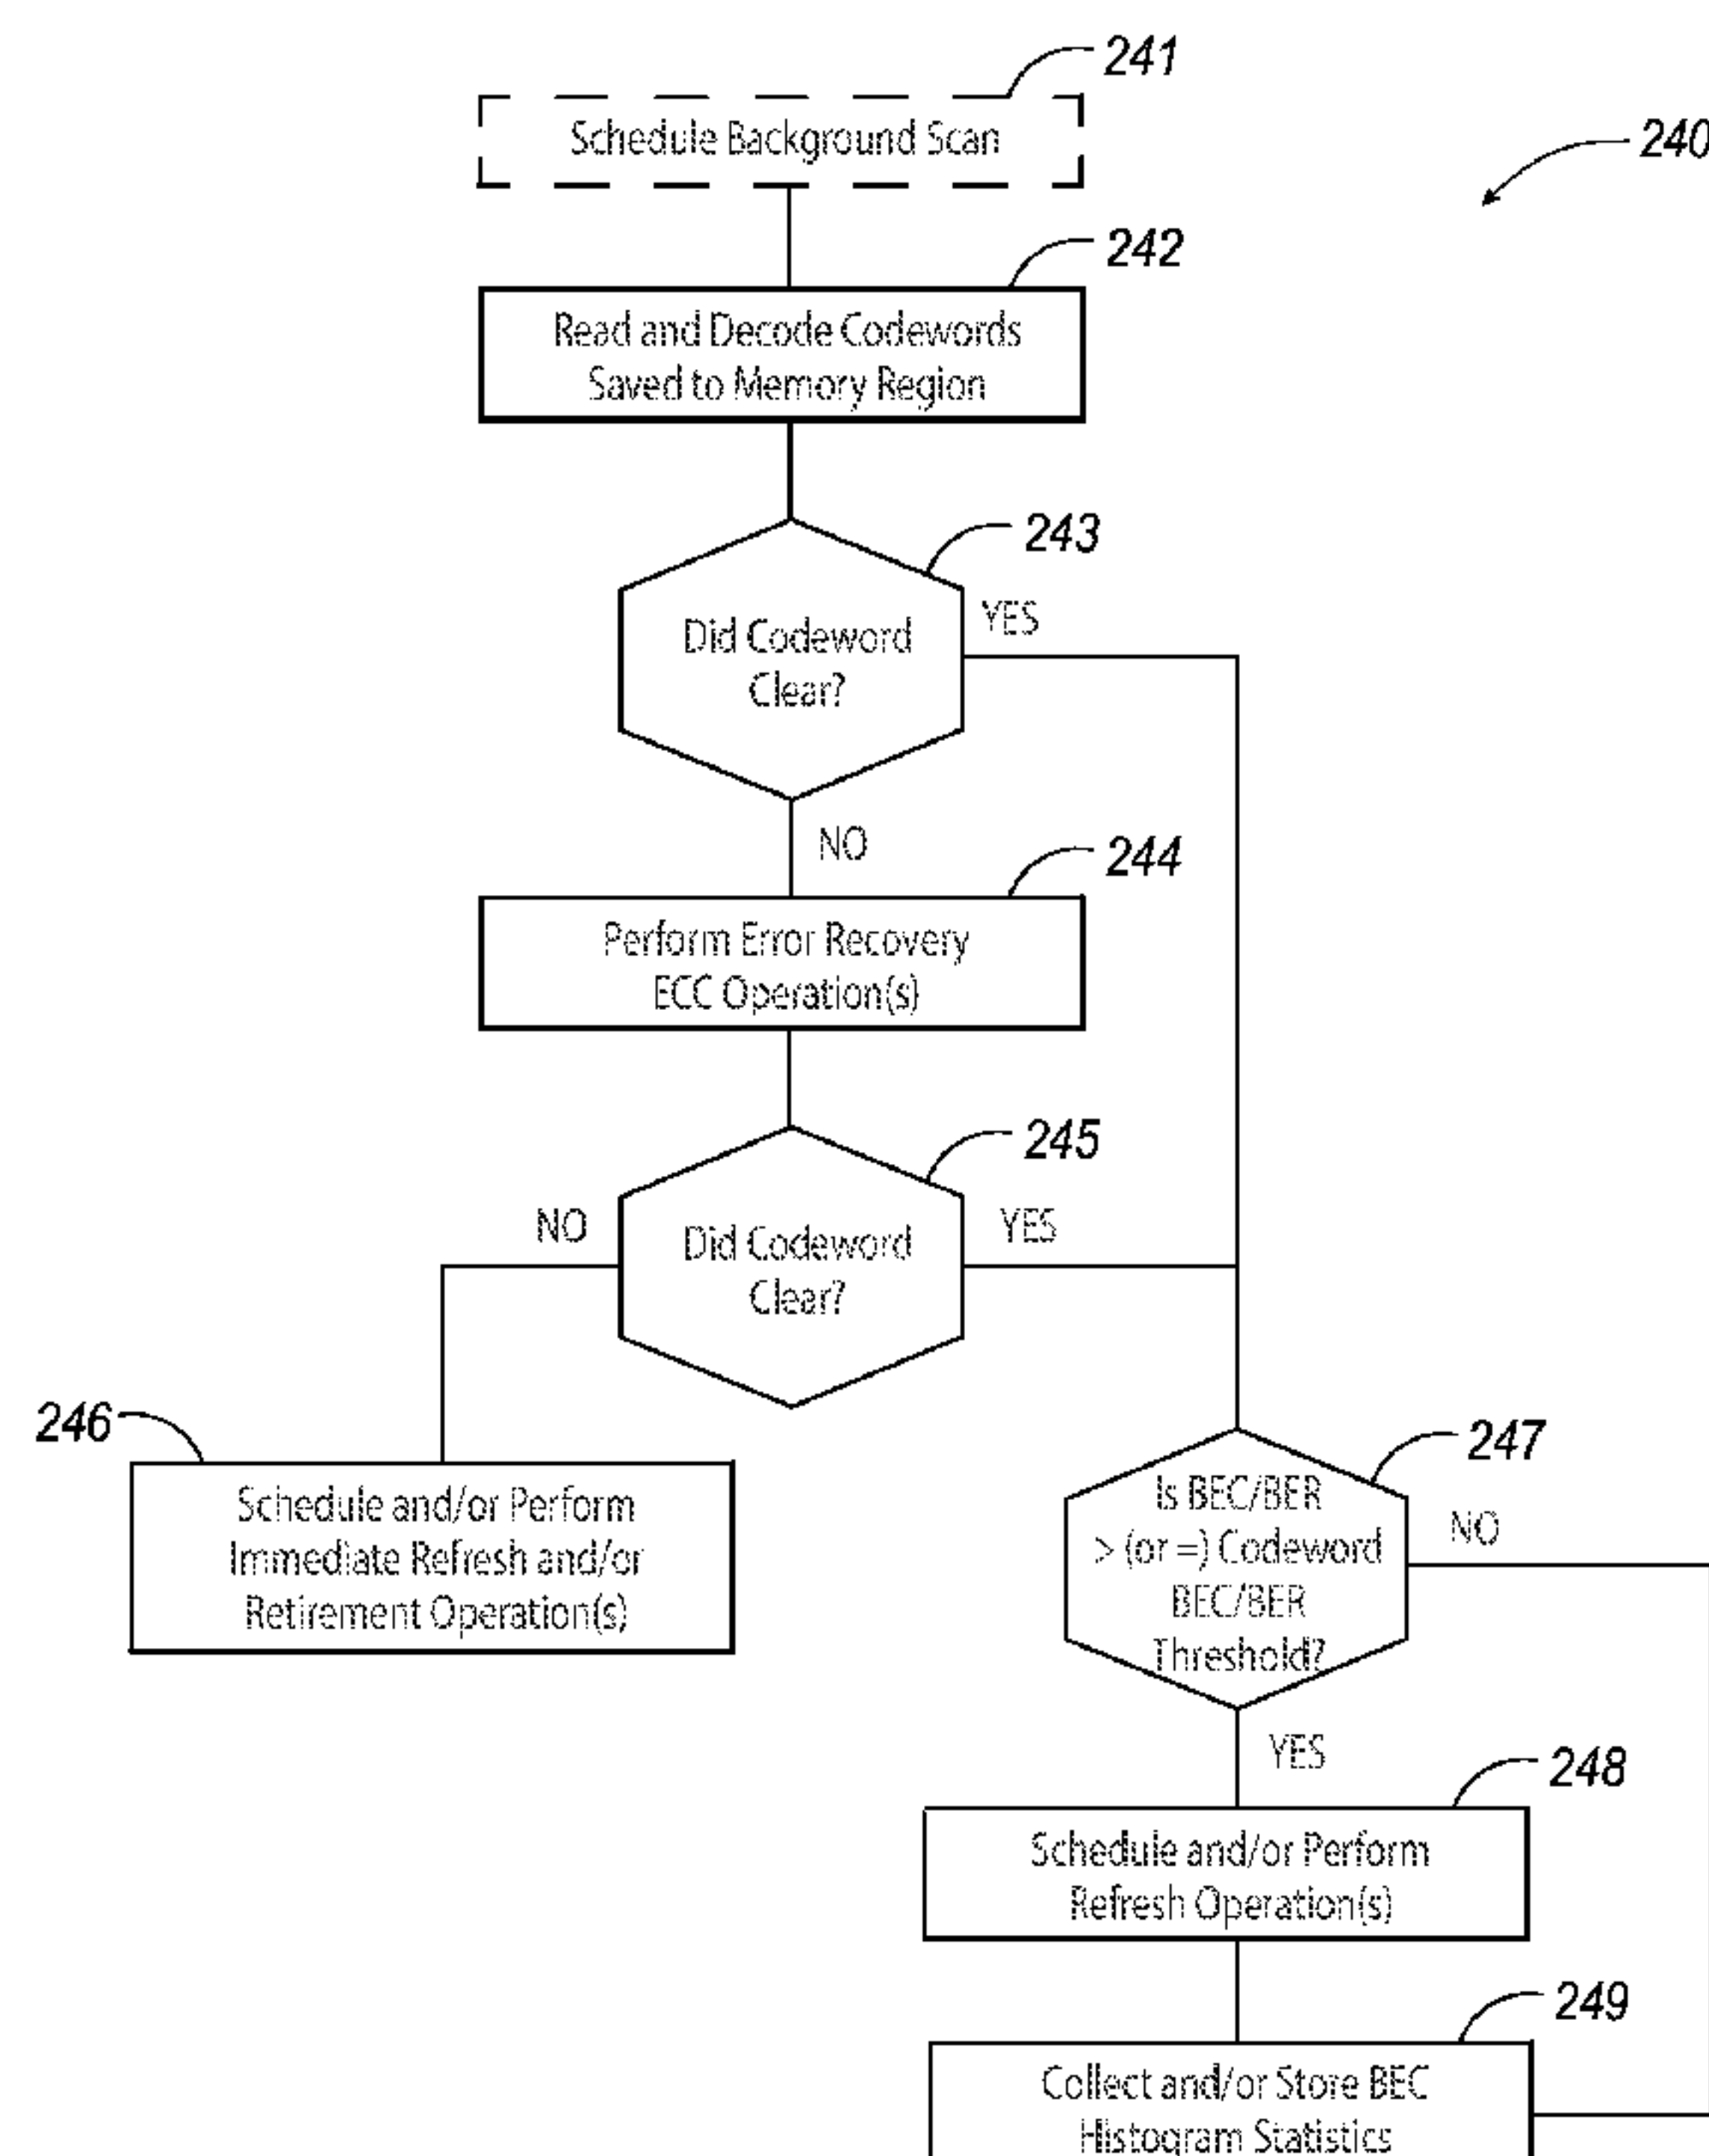 241
Schedule Background Scan
240
242
Read and Decode Codewords
Saved to Memory Region
243
Did Codeword
Clear?
YES
NO
244
Perform Error Recovery
ECC Operation(s)
245
NO
Did Codeword
Clear?
YES
246
Schedule and/or Perform
Immediate Refresh and/or
Retirement Operation(s)
247
Is BEC/BER
> (or =) Codeword
BEC/BER
Threshold?
NO
YES
248
Schedule and/or Perform
Refresh Operation(s)
249
Collect and/or Store BEC
Histogram Statistics